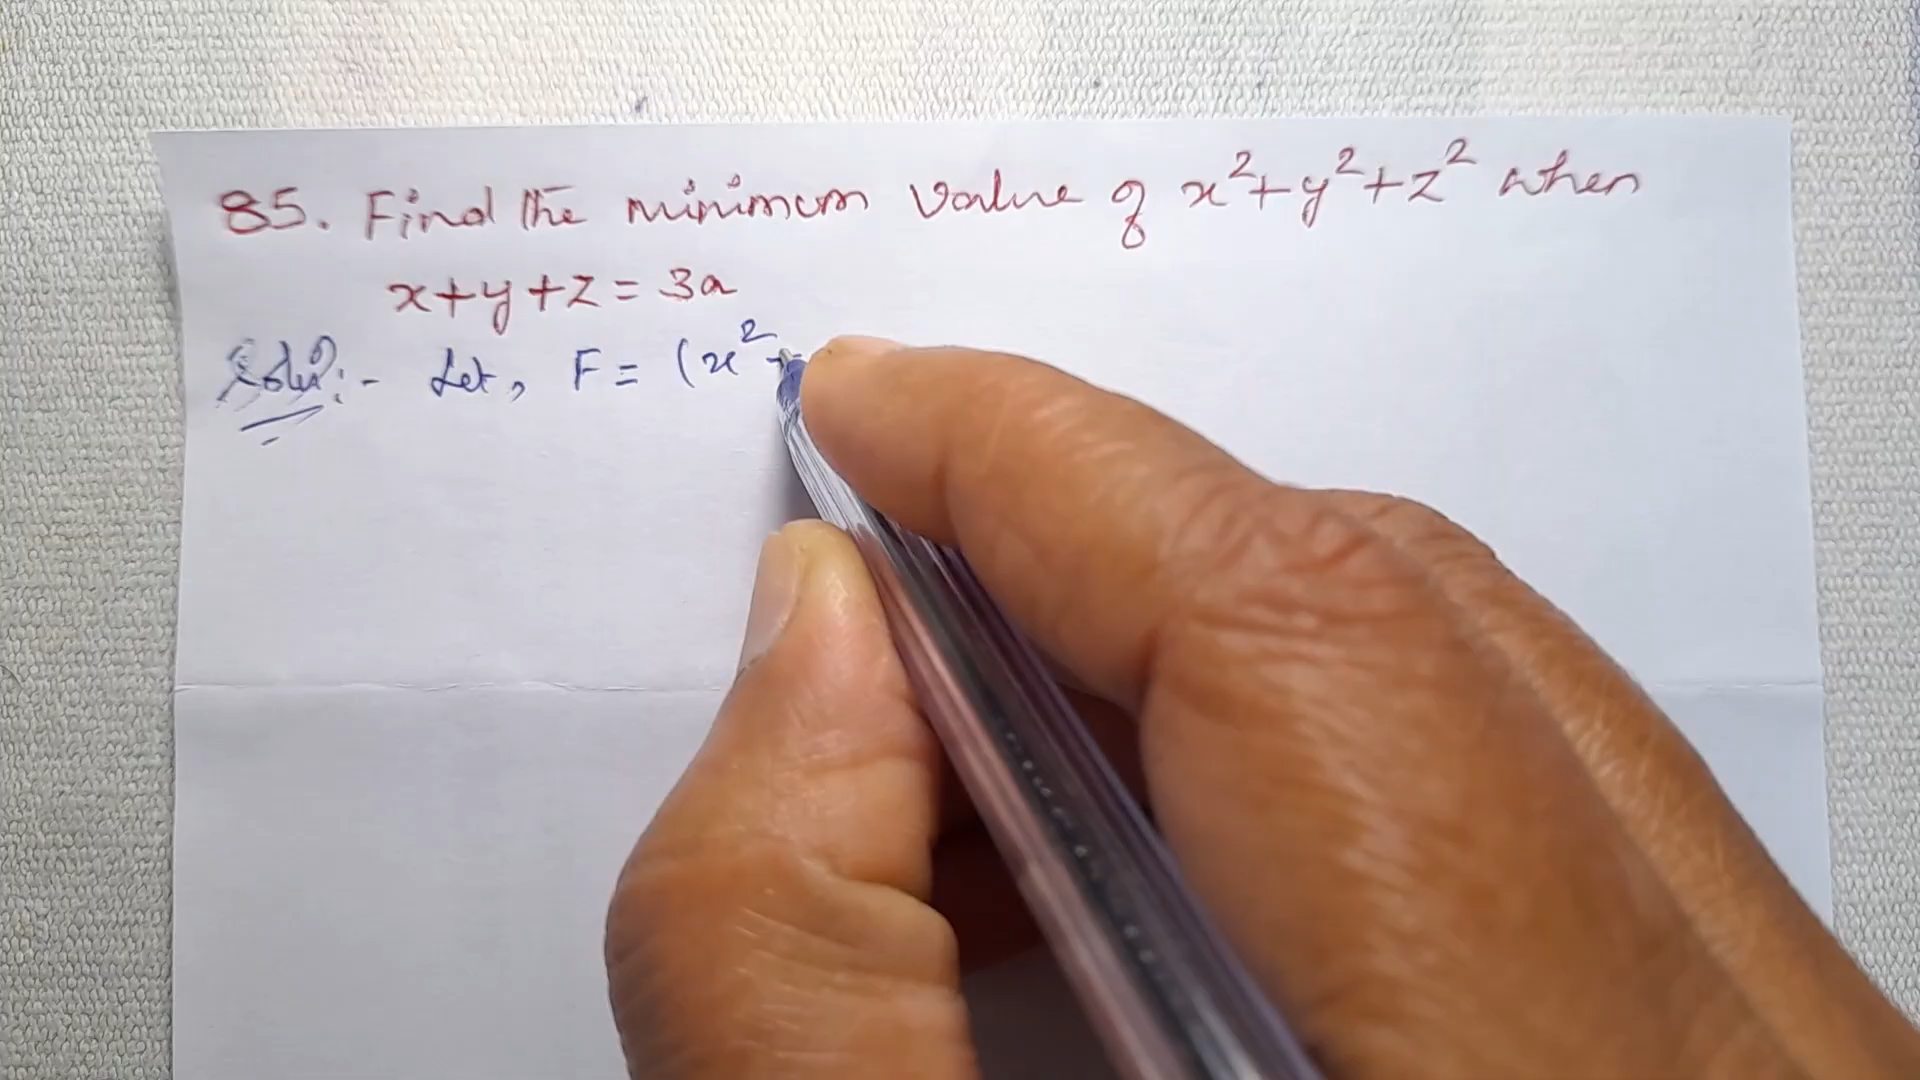 85. Find the minimum value of x²+y²+z² when
x+y+z = 3a
Soln:- Let, F = (x²+